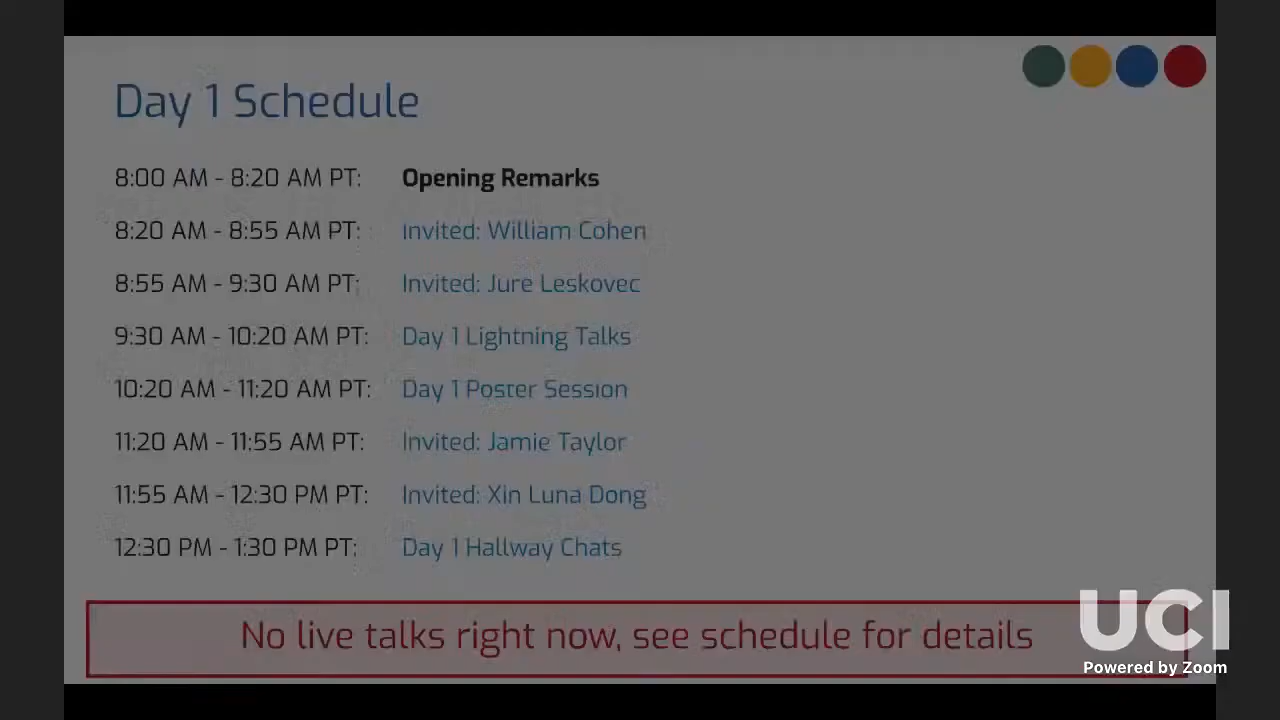 Day 1 Schedule
8:00 AM - 8:20 AM PT: Opening Remarks
8:20 AM - 8:55 AM PT: Invited: William Cohen
8:55 AM - 9:30 AM PT: Invited: Jure Leskovec
9:30 AM - 10:20 AM PT: Day 1 Lightning Talks
10:20 AM - 11:20 AM PT: Day 1 Poster Session
11:20 AM - 11:55 AM PT: Invited: Jamie Taylor
11:55 AM - 12:30 PM PT: Invited: Xin Luna Dong
12:30 PM - 1:30 PM PT: Day 1 Hallway Chats
No live talks right now, see schedule for details
UCI
Powered by Zoom